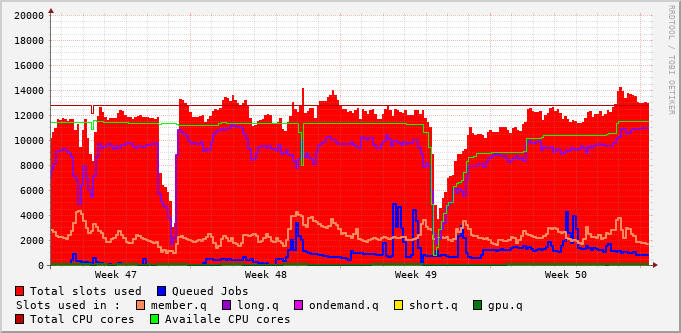 20000
18000
16000
14000
12000
10000
8000
6000
4000
2000
0
Week 47 Week 48 Week 49 Week 50
RRDTOOL / TOBI OETIKER
Total slots used Queued Jobs
Slots used in : member.q long.q ondemand.q short.q gpu.q
Total CPU cores Availale CPU cores